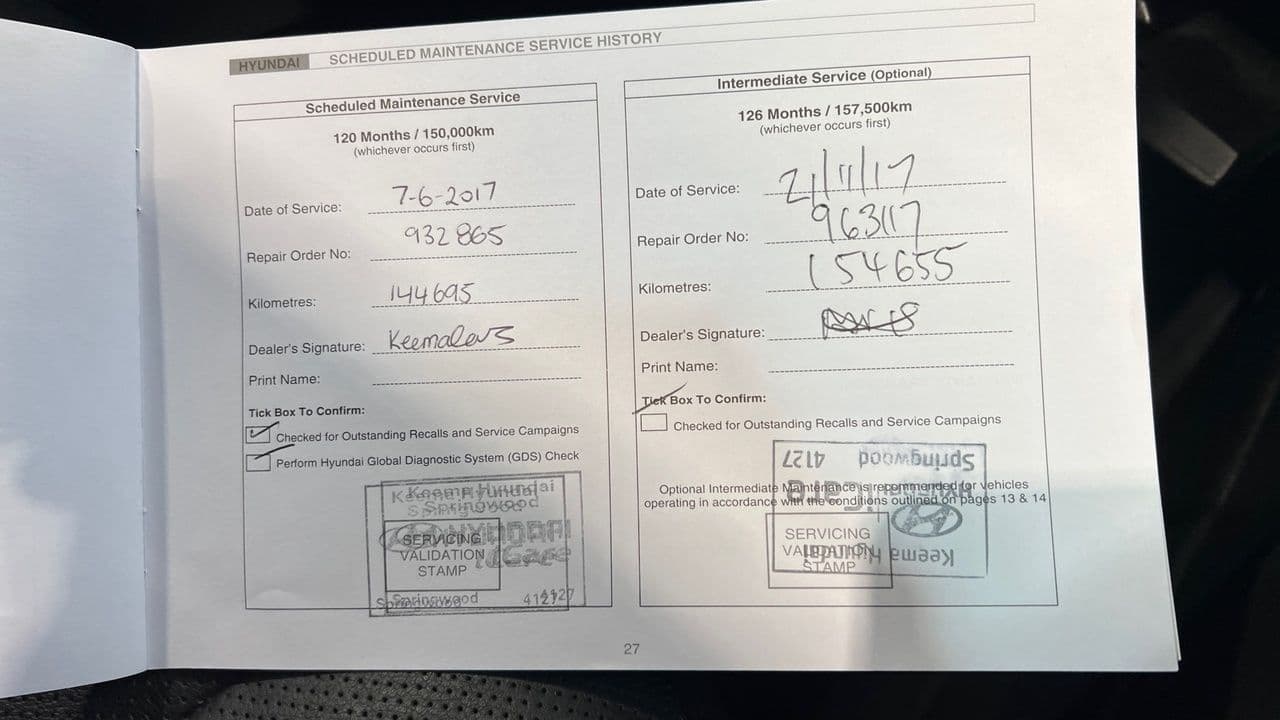 HYUNDAI SCHEDULED MAINTENANCE SERVICE HISTORY
Scheduled Maintenance Service
120 Months / 150,000km
(whichever occurs first)
Date of Service: 7-6-2017
Repair Order No: 932865
Kilometres: 144695
Dealer's Signature:
Print Name:
Tick Box To Confirm:
Checked for Outstanding Recalls and Service Campaigns
Perform Hyundai Global Diagnostic System (GDS) Check
Keema Hyundai
Springwood
HYUNDAI
iCare
SERVICING
VALIDATION
STAMP
Springwood 4127
Intermediate Service (Optional)
126 Months / 157,500km
(whichever occurs first)
Date of Service: 21/11/17
Repair Order No: 963117
Kilometres: 154655
Dealer's Signature:
Print Name:
Tick Box To Confirm:
Checked for Outstanding Recalls and Service Campaigns
Springwood 4127
Optional Intermediate Maintenance is recommended for vehicles
operating in accordance with the conditions outlined on pages 13 & 14
SERVICING
VALIDATION
STAMP
Keema Hyundai
27